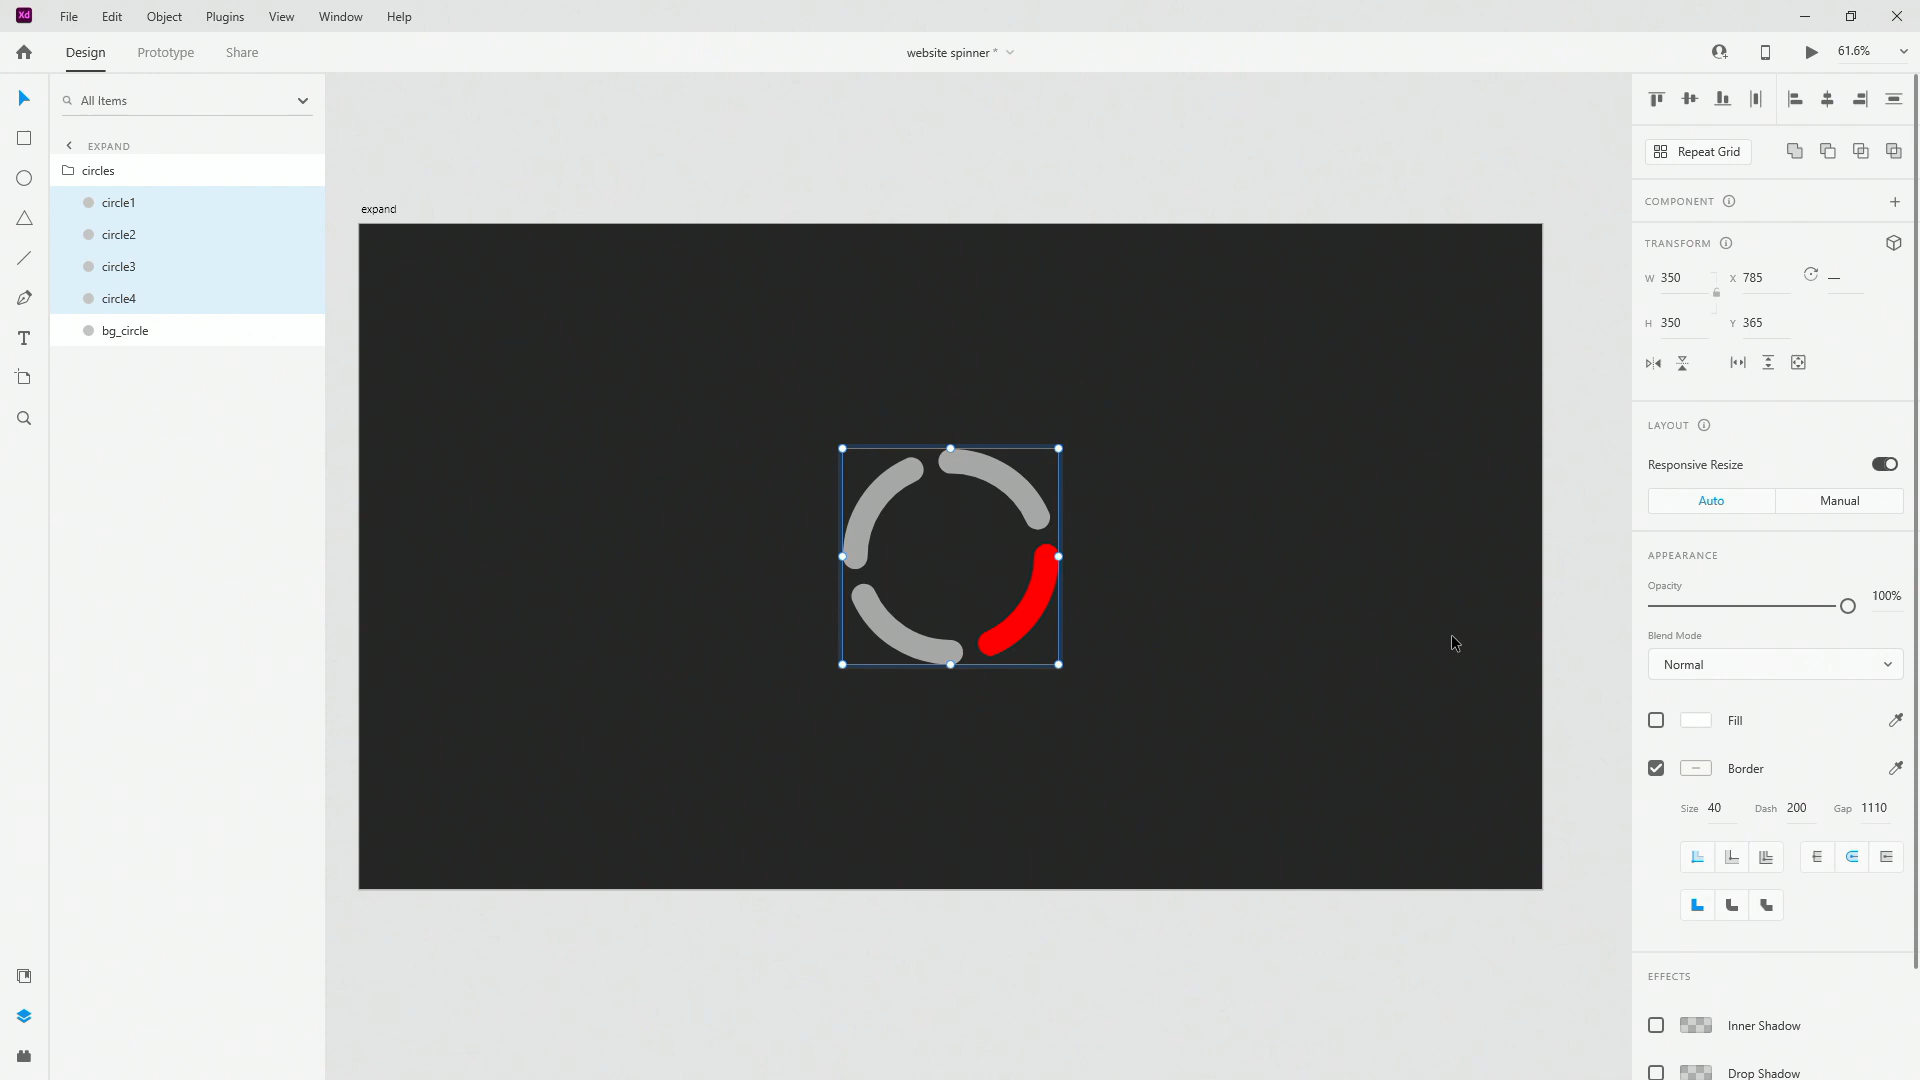 Xd File Edit Object Plugins View Window Help
Design Prototype Share website spinner * 61.6%
All Items
EXPAND
circles
circle1
circle2
circle3
circle4
bg_circle
expand
Repeat Grid
COMPONENT
TRANSFORM
W 350 X 785 —
H 350 Y 365
LAYOUT
Responsive Resize
Auto Manual
APPEARANCE
Opacity
100%
Blend Mode
Normal
Fill
Border
Size 40 Dash 200 Gap 1110
EFFECTS
Inner Shadow
Drop Shadow